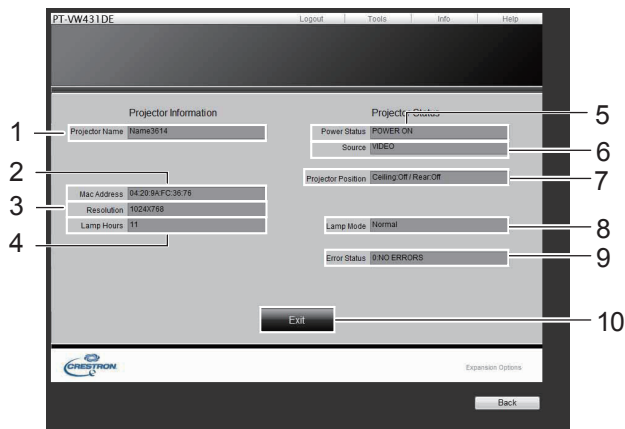 PT-VW431DE Logout Tools Info Help
Projector Information Projector Status
1 Projector Name Name3614 Power Status POWER ON 5
Source VIDEO 6
2 Mac Address 04:20:9A:FC:36:76 Projector Position Ceiling:Off / Rear:Off 7
3 Resolution 1024X768
4 Lamp Hours 11 Lamp Mode Normal 8
Error Status 0:NO ERRORS 9
Exit 10
CRESTRON Expansion Options
Back